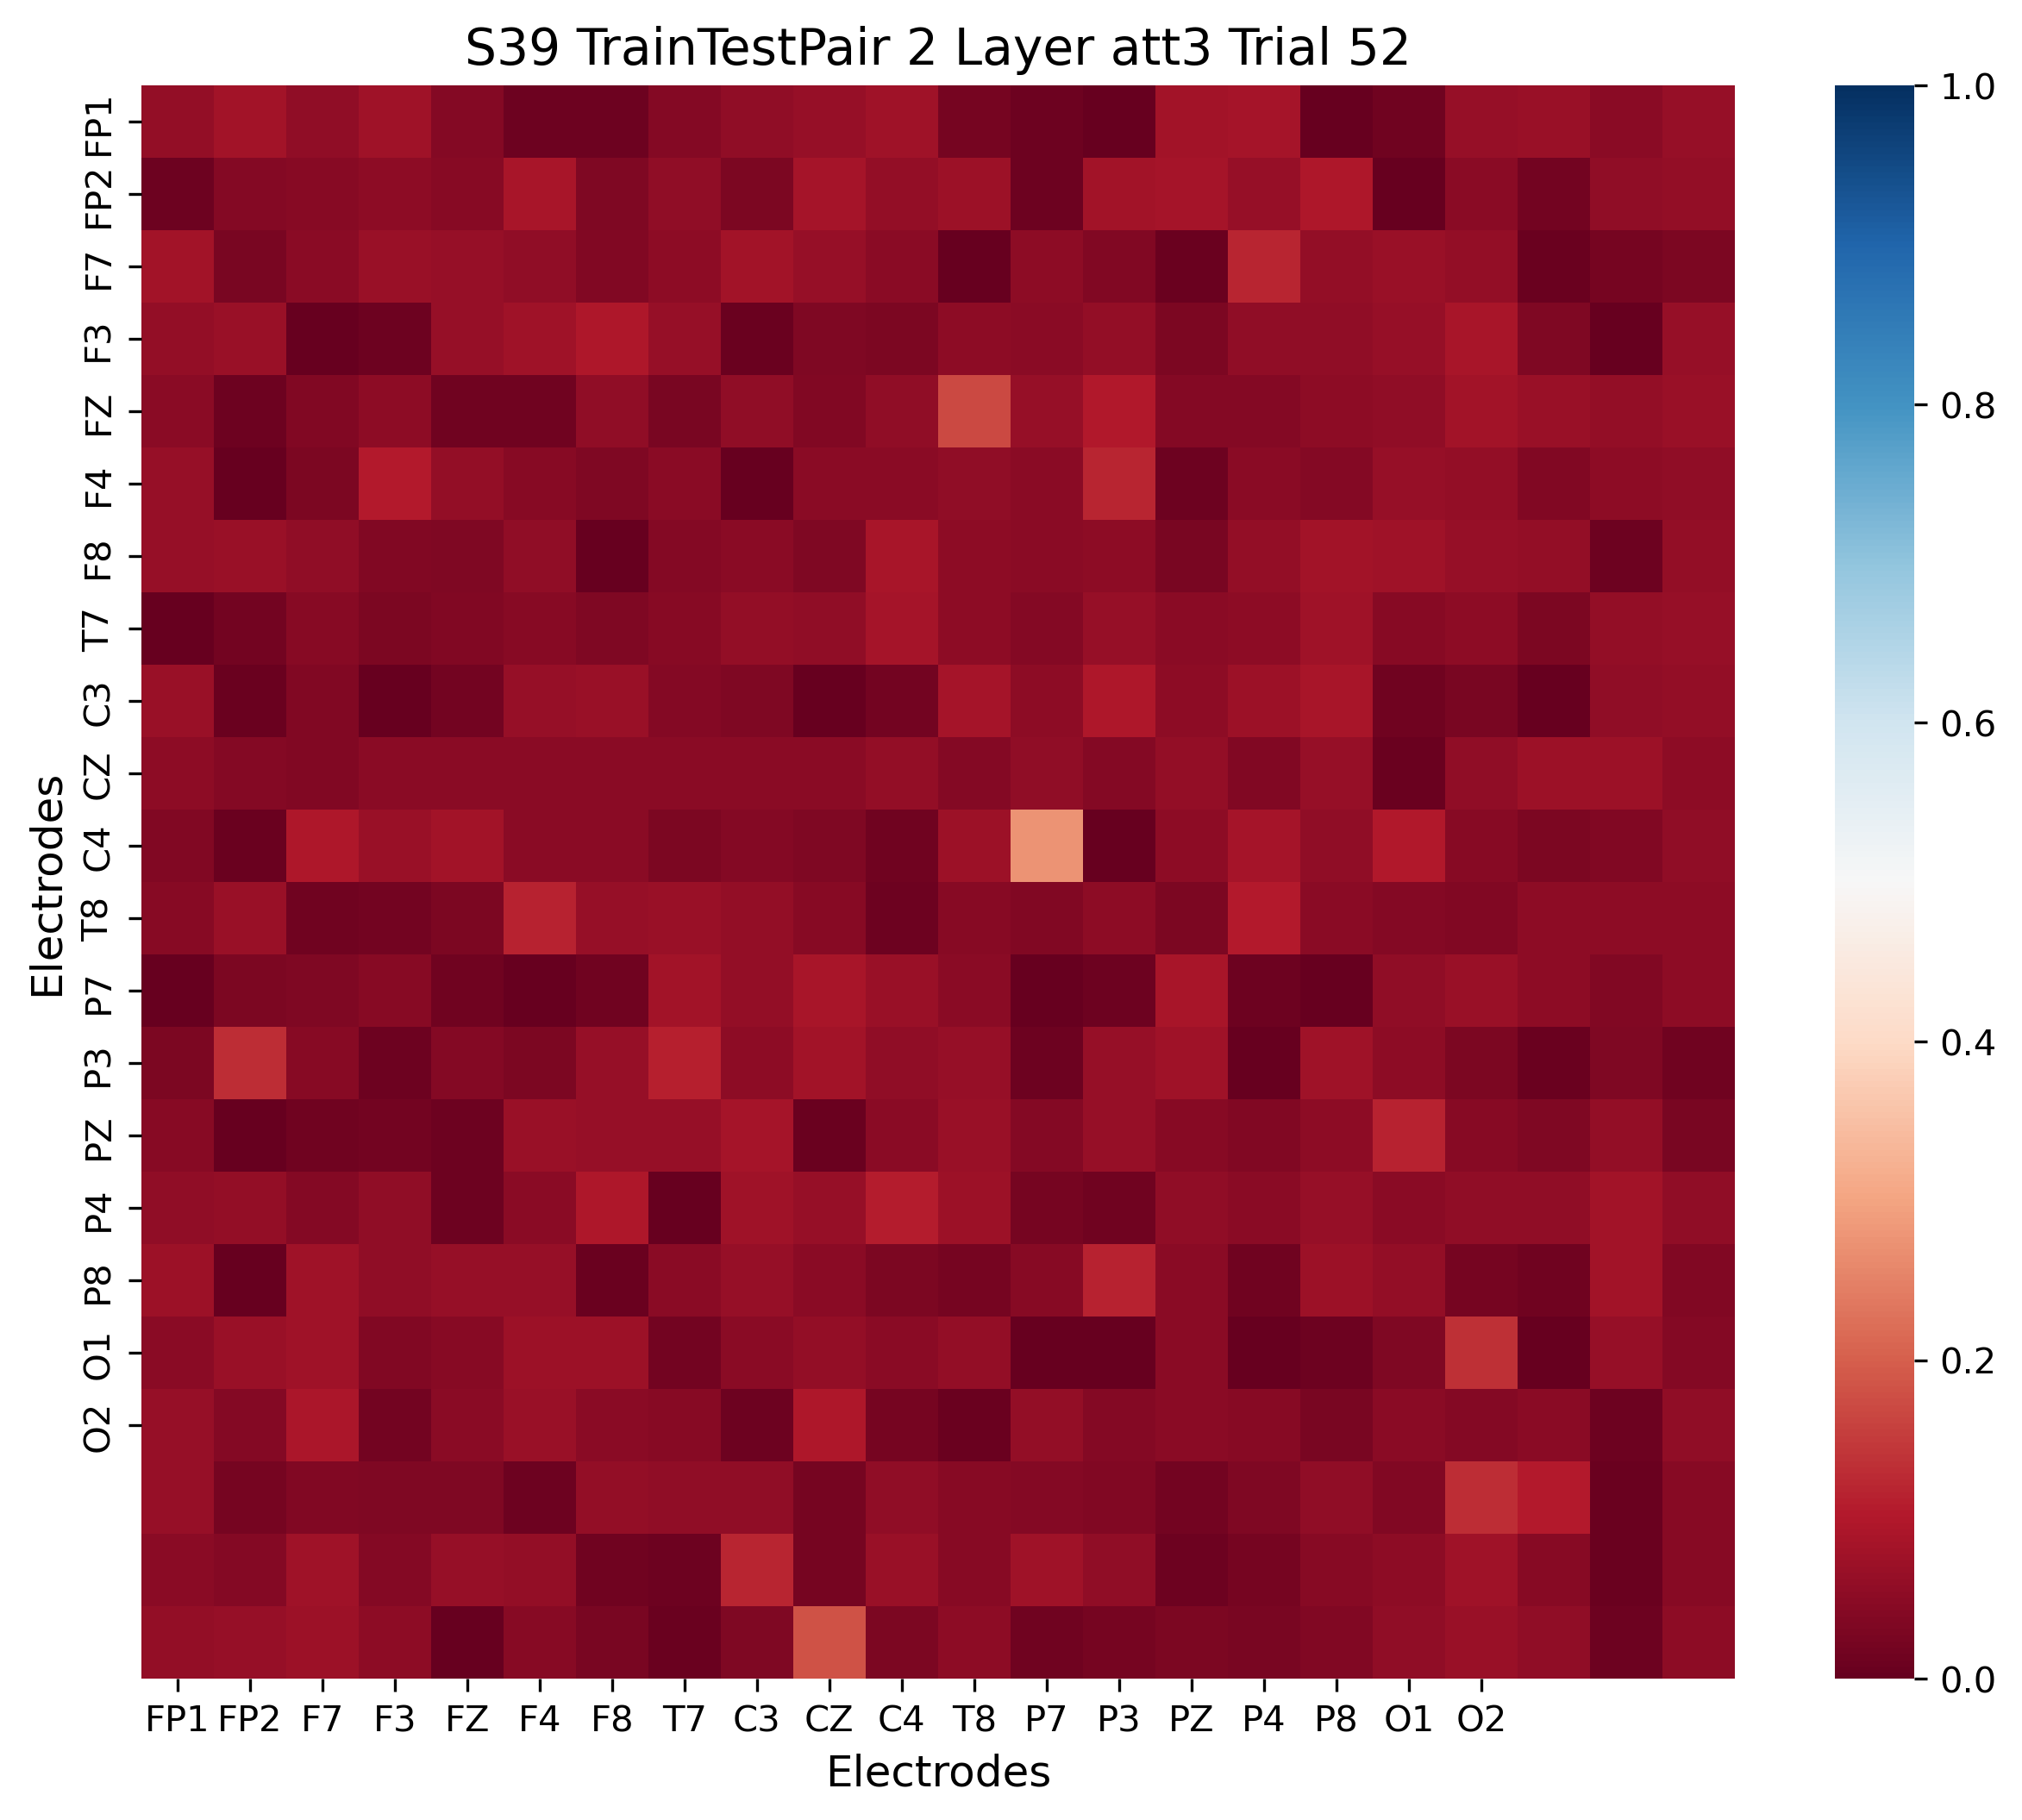 S39 TrainTestPair 2 Layer att3 Trial 52
Electrodes
FP1
FP2
F7
F3
FZ
F4
F8
T7
C3
CZ
C4
T8
P7
P3
PZ
P4
P8
O1
O2
FP1 FP2 F7 F3 FZ F4 F8 T7 C3 CZ C4 T8 P7 P3 PZ P4 P8 O1 O2
Electrodes
1.0
0.8
0.6
0.4
0.2
0.0